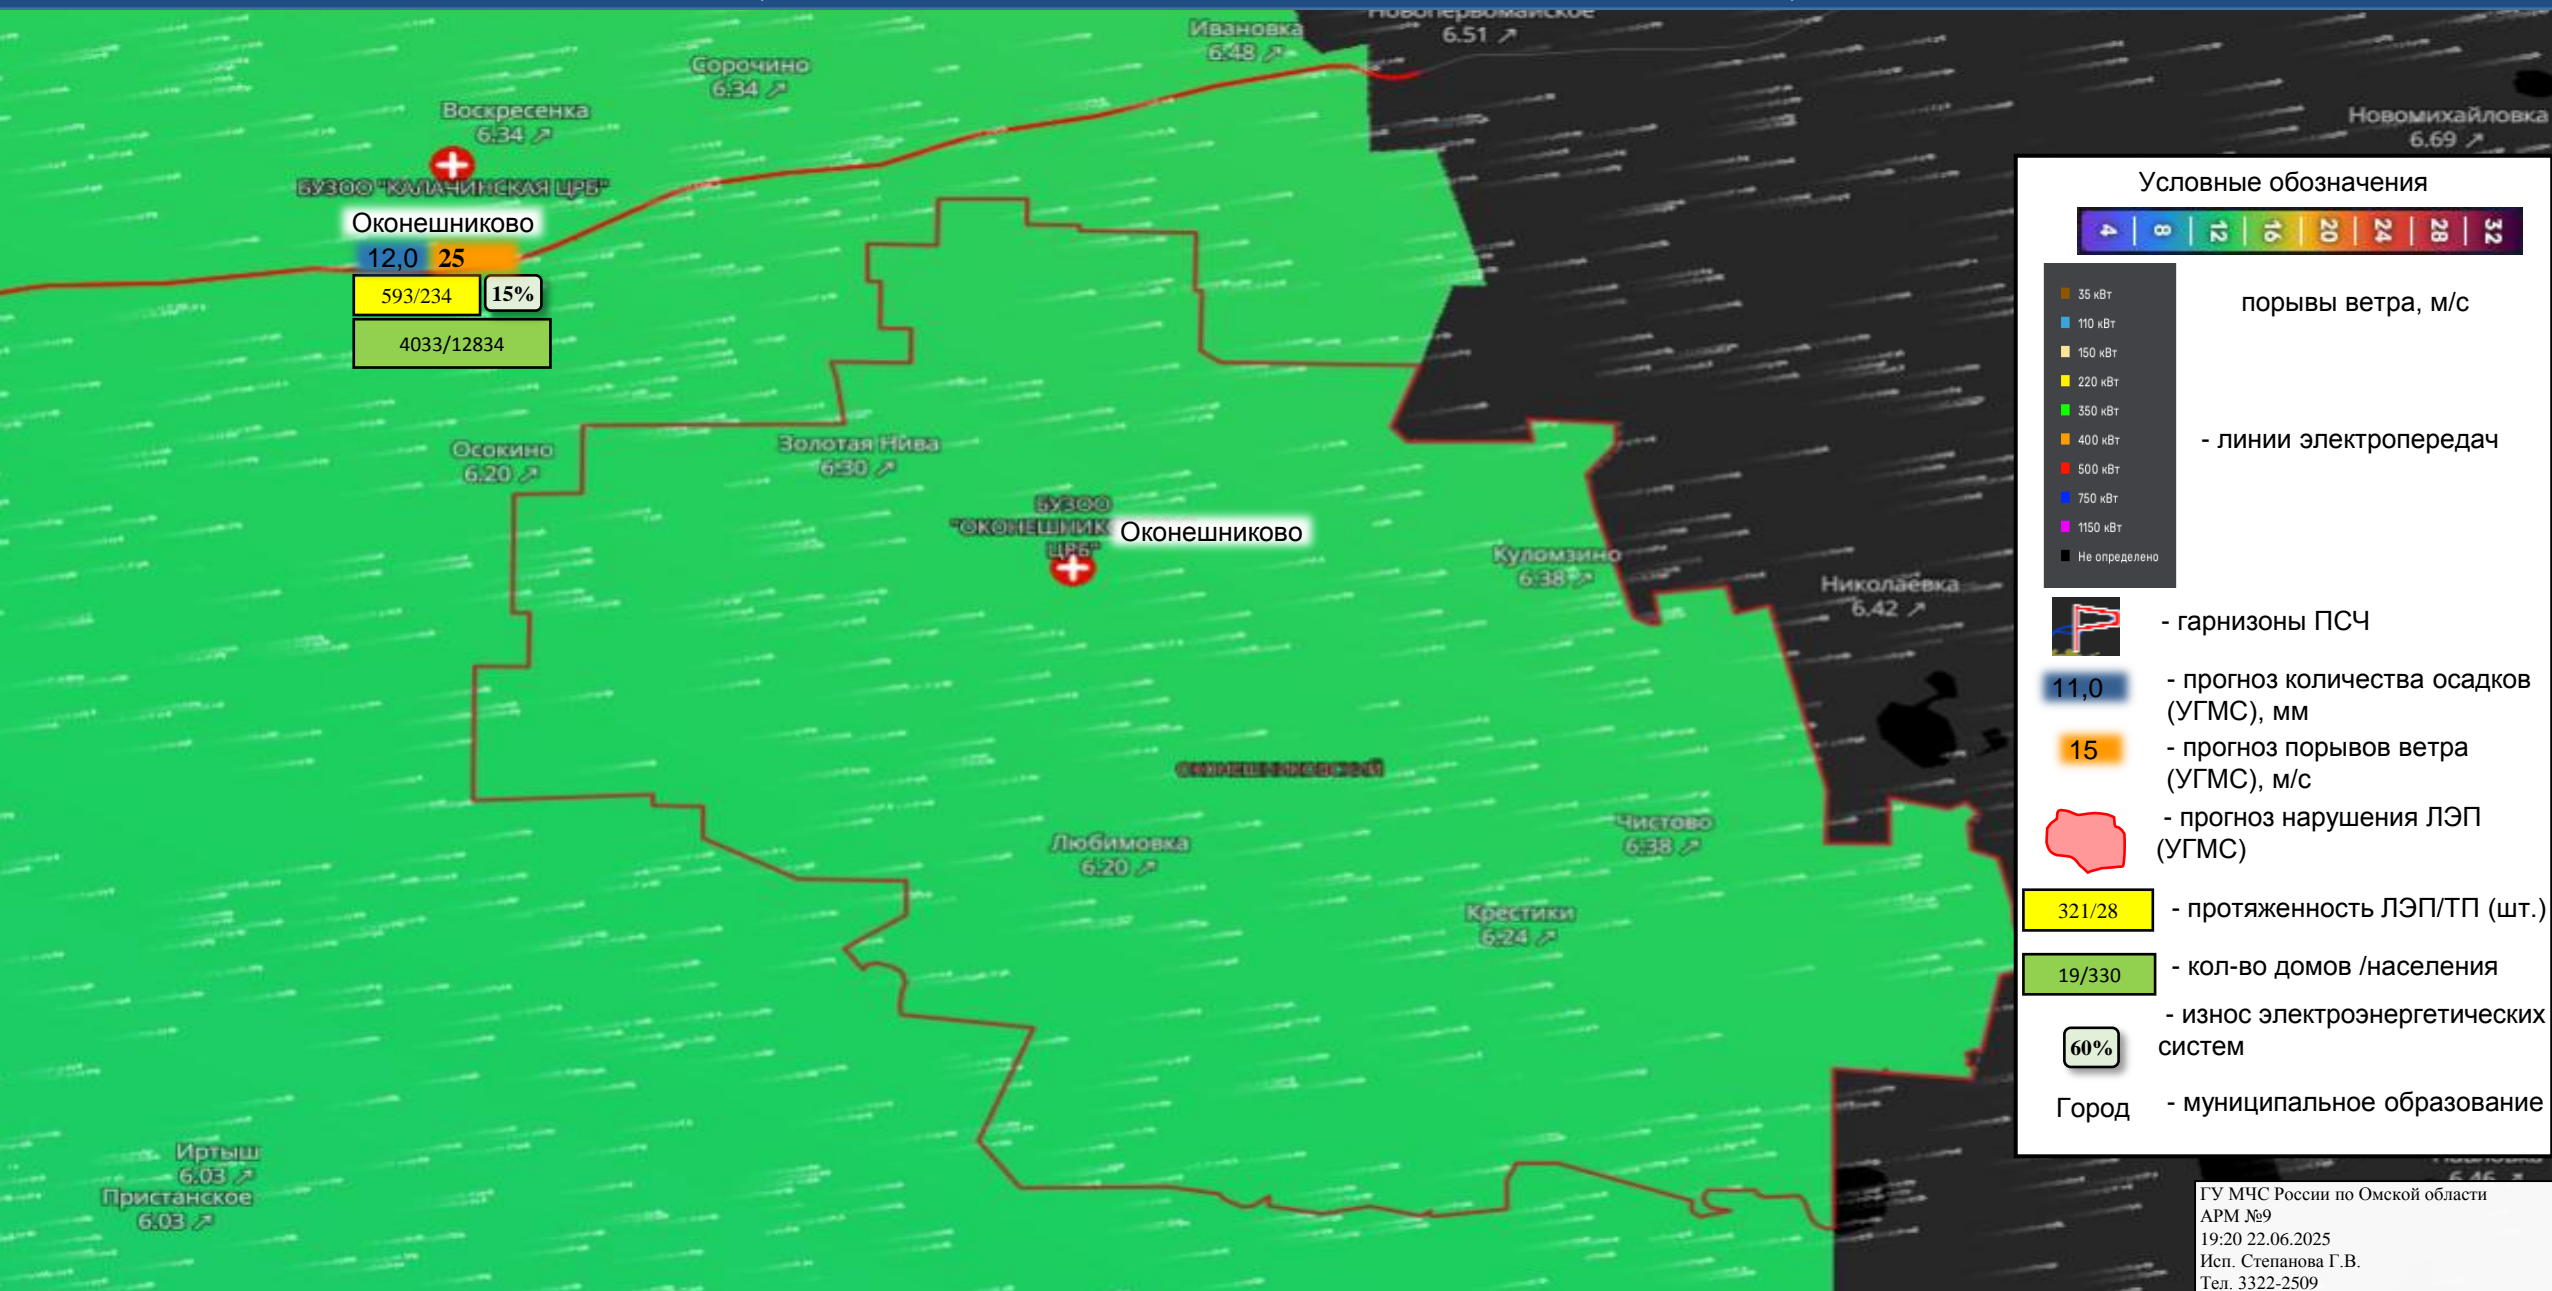 Новопервомайское
6.51 ↗
Ивановка
6.48 ↗
Сорочино
6.34 ↗
Воскресенка
6.34 ↗
Новомихайловка
6.69 ↗
БУЗОО "КАЛАЧИНСКАЯ ЦРБ"
Оконешниково
12,0 25
593/234 15%
4033/12834
Осокино
6.20 ↗
Золотая Нива
6.30 ↗
БУЗОО
"ОКОНЕШНИК
ЦРБ"
Оконешниково
Куломзино
6.38 ↗
Николаевка
6.42 ↗
ОКОНЕШНИКОВСКИЙ
Любимовка
6.20 ↗
Чистово
6.38 ↗
Крестики
6.24 ↗
Иртыш
6.03 ↗
Пристанское
6.03 ↗
6.46
Условные обозначения
4 8 12 16 20 24 28 32
порывы ветра, м/с
35 кВт
110 кВт
150 кВт
220 кВт
350 кВт
400 кВт
500 кВт
750 кВт
1150 кВт
Не определено
- линии электропередач
- гарнизоны ПСЧ
11,0 - прогноз количества осадков
(УГМС), мм
15 - прогноз порывов ветра
(УГМС), м/с
- прогноз нарушения ЛЭП
(УГМС)
321/28 - протяженность ЛЭП/ТП (шт.)
19/330 - кол-во домов /населения
- износ электроэнергетических
60% систем
Город - муниципальное образование
ГУ МЧС России по Омской области
АРМ №9
19:20 22.06.2025
Исп. Степанова Г.В.
Тел. 3322-2509